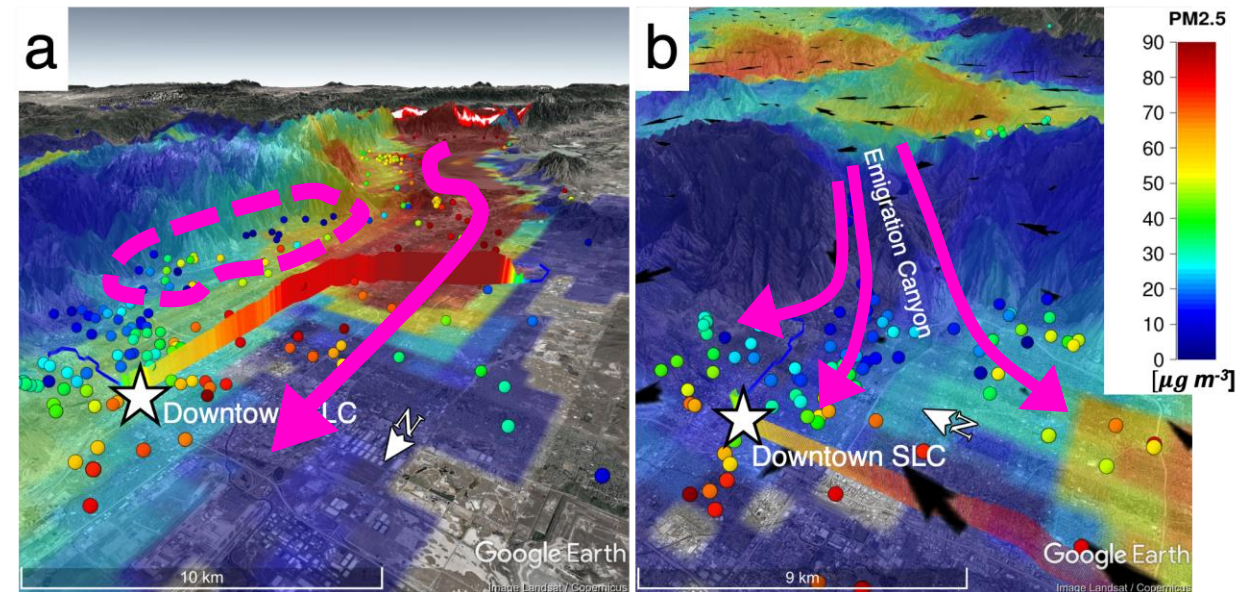 a
Downtown SLC
N
10 km
Google Earth
Image Landsat / Copernicus
b
Emigration Canyon
Downtown SLC
N
9 km
Google Earth
Image Landsat / Copernicus
PM2.5
90
80
70
60
50
40
30
20
10
0
[µg m-³]